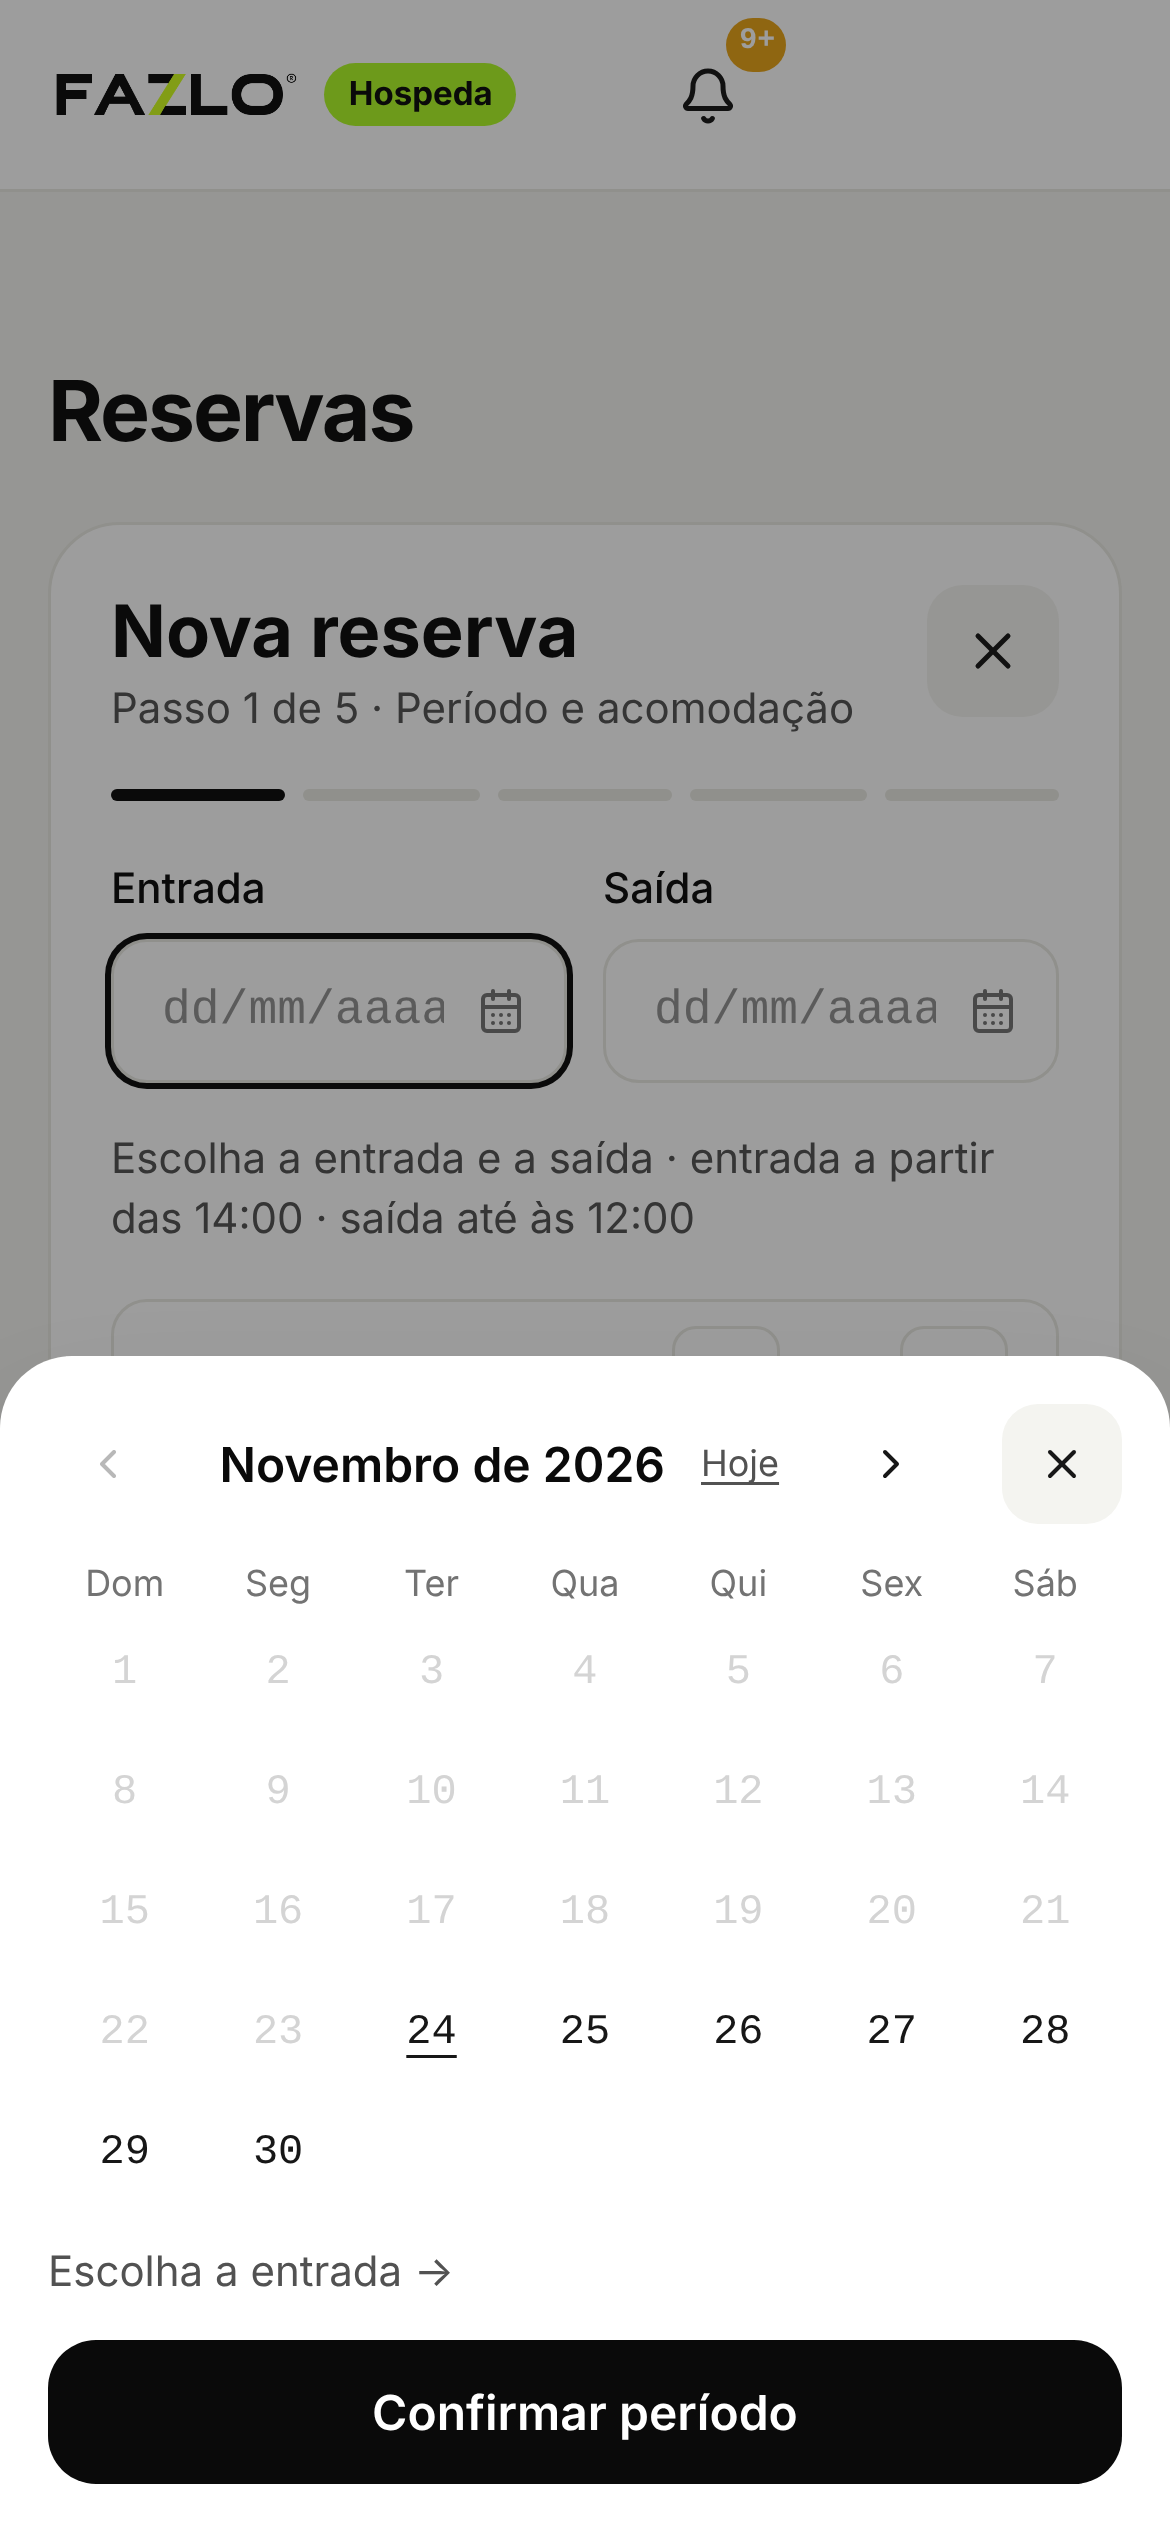 FAZLO® Hospeda 9+
Reservas
Nova reserva
Passo 1 de 5 · Período e acomodação
Entrada Saída
dd/mm/aaaa dd/mm/aaaa
Escolha a entrada e a saída · entrada a partir
das 14:00 · saída até às 12:00
Novembro de 2026 Hoje
Dom Seg Ter Qua Qui Sex Sáb
1 2 3 4 5 6 7
8 9 10 11 12 13 14
15 16 17 18 19 20 21
22 23 24 25 26 27 28
29 30
Escolha a entrada →
Confirmar período